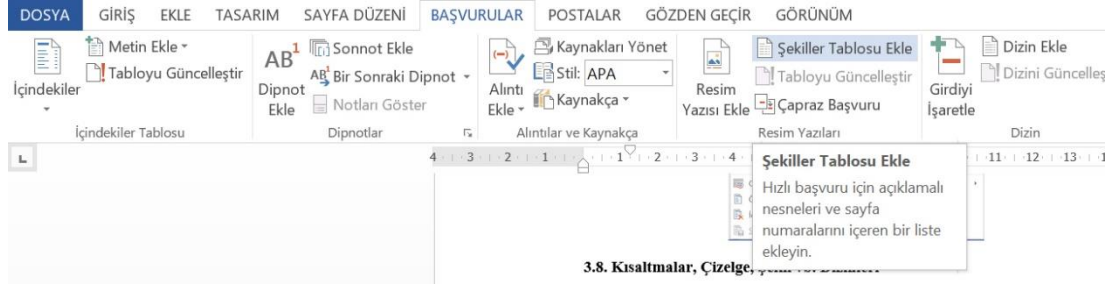 DOSYA GİRİŞ EKLE TASARIM SAYFA DÜZENİ BAŞVURULAR POSTALAR GÖZDEN GEÇİR GÖRÜNÜM
İçindekiler
Metin Ekle
Tabloyu Güncelleştir
İçindekiler Tablosu
AB1
Dipnot
Ekle
Sonnot Ekle
AB1 Bir Sonraki Dipnot
Notları Göster
Dipnotlar
Alıntı
Ekle
Kaynakları Yönet
Stil: APA
Kaynakça
Alıntılar ve Kaynakça
Resim
Yazısı Ekle
Şekiller Tablosu Ekle
Tabloyu Güncelleştir
Çapraz Başvuru
Resim Yazıları
Girdiyi
İşaretle
Dizin Ekle
Dizini Güncelleş
Dizin
4 3 2 1 1 2 3 4 11 12 13
Şekiller Tablosu Ekle
Hızlı başvuru için açıklamalı
nesneleri ve sayfa
numaralarını içeren bir liste
ekleyin.
3.8. Kısaltmalar, Çizelge,